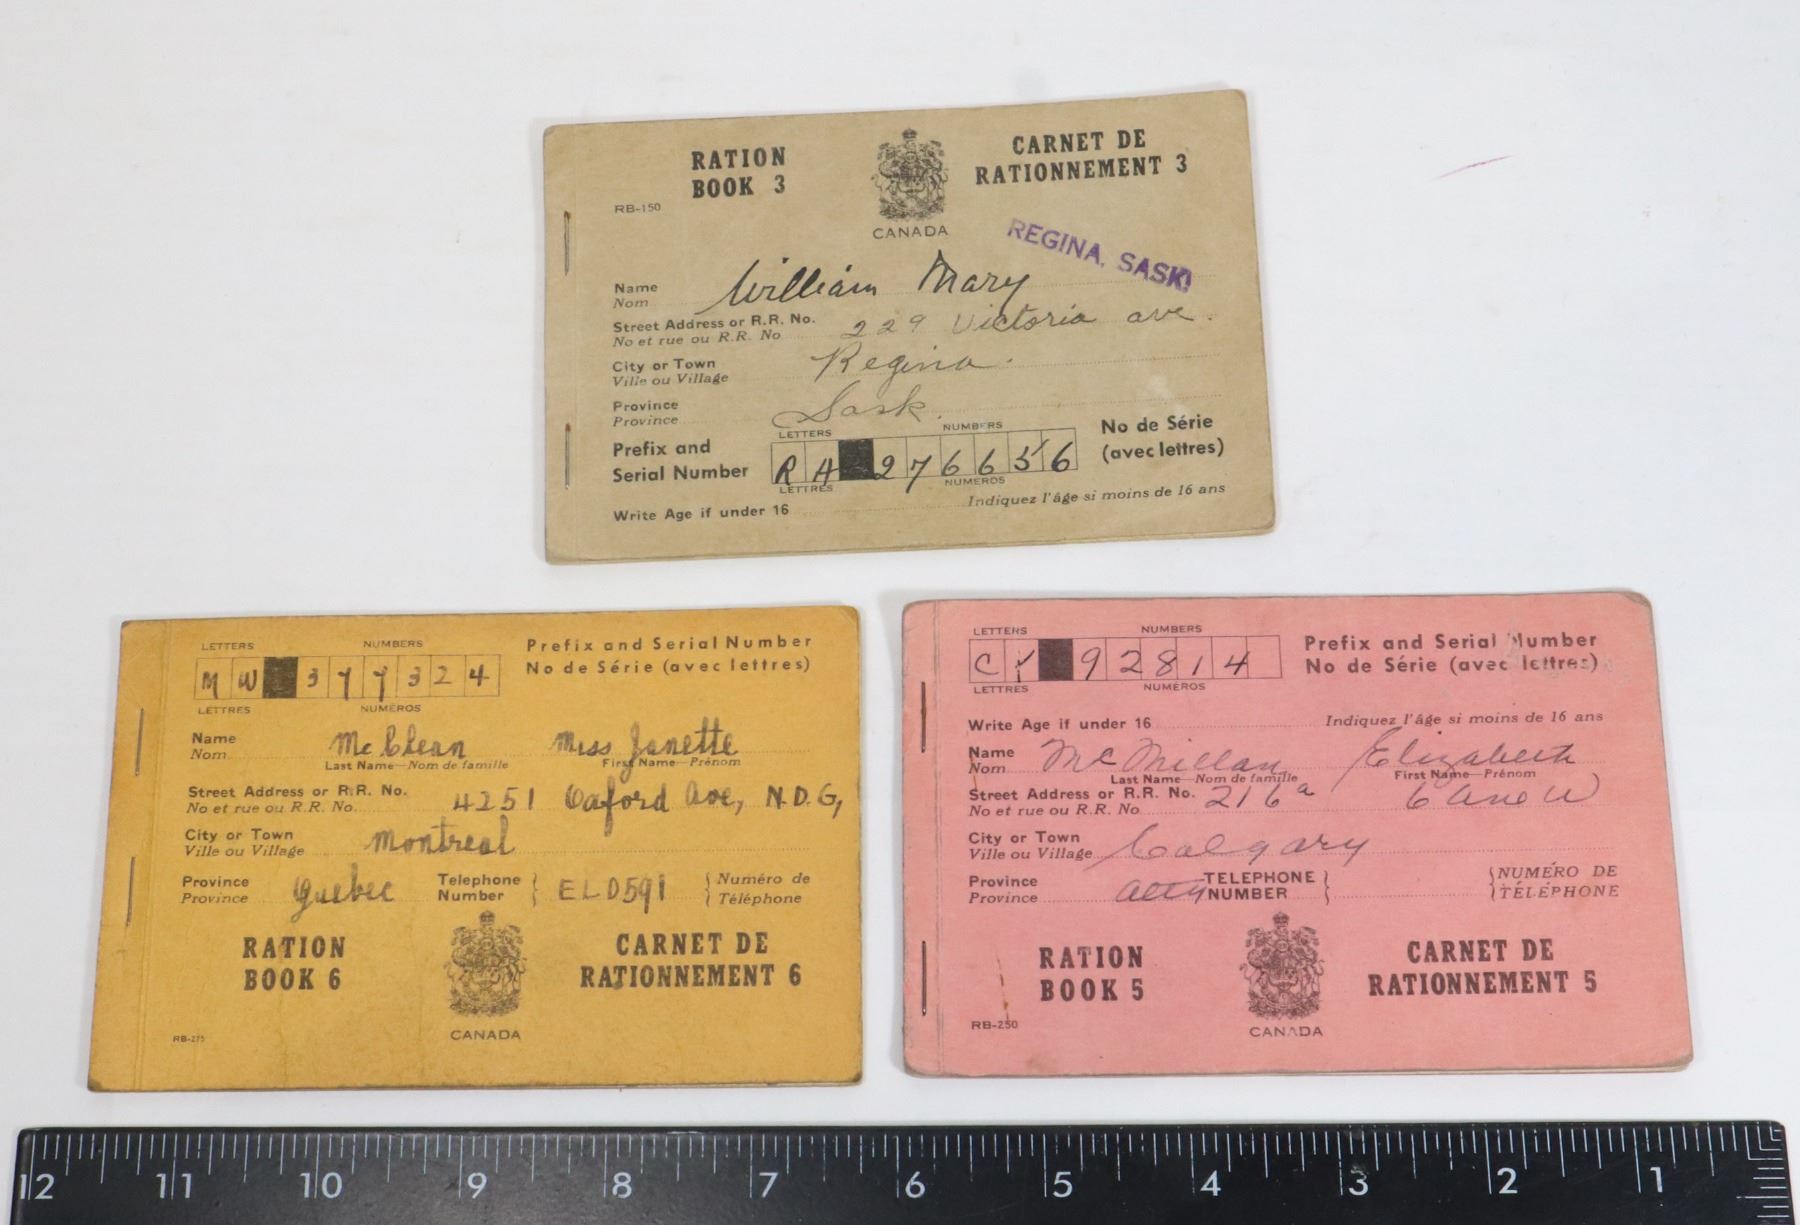 RATION
BOOK 3
CARNET DE
RATIONNEMENT 3
RB-150
CANADA
REGINA, SASK.
Name William Mary
Nom
Street Address or R.R. No. 229 Victoria ave.
No et rue ou R.R. No
City or Town Regina.
Ville ou Village
Province Sask.
Province
LETTERS NUMBERS
Prefix and
Serial Number
RA 276656
No de Série
(avec lettres)
LETTRES NUMÉROS
Write Age if under 16 Indiquez l'âge si moins de 16 ans
LETTERS NUMBERS
MW 377324
LETTRES NUMÉROS
Prefix and Serial Number
No de Série (avec lettres)
Name McClean Miss Janette
Nom Last Name—Nom de famille First Name—Prénom
Street Address or R.R. No. 4251 Oxford Ave, N.D.G,
No et rue ou R.R. No.
City or Town Montreal
Ville ou Village
Province Quebec
Province
Telephone
Number
EL0591
Numéro de
Téléphone
RATION
BOOK 6
CARNET DE
RATIONNEMENT 6
CANADA
RB-275
LETTERS NUMBERS
CY 92814
LETTRES NUMÉROS
Prefix and Serial Number
No de Série (avec lettres)
Write Age if under 16 Indiquez l'âge si moins de 16 ans
Name McMillan Elizabeth
Nom Last Name—Nom de famille First Name—Prénom
Street Address or R.R. No. 216a 6 Ave W
No et rue ou R.R. No
City or Town Calgary
Ville ou Village
Province Alta
Province
TELEPHONE
NUMBER
NUMÉRO DE
TÉLÉPHONE
RATION
BOOK 5
CARNET DE
RATIONNEMENT 5
RB-250
CANADA
12 11 10 9 8 7 6 5 4 3 2 1